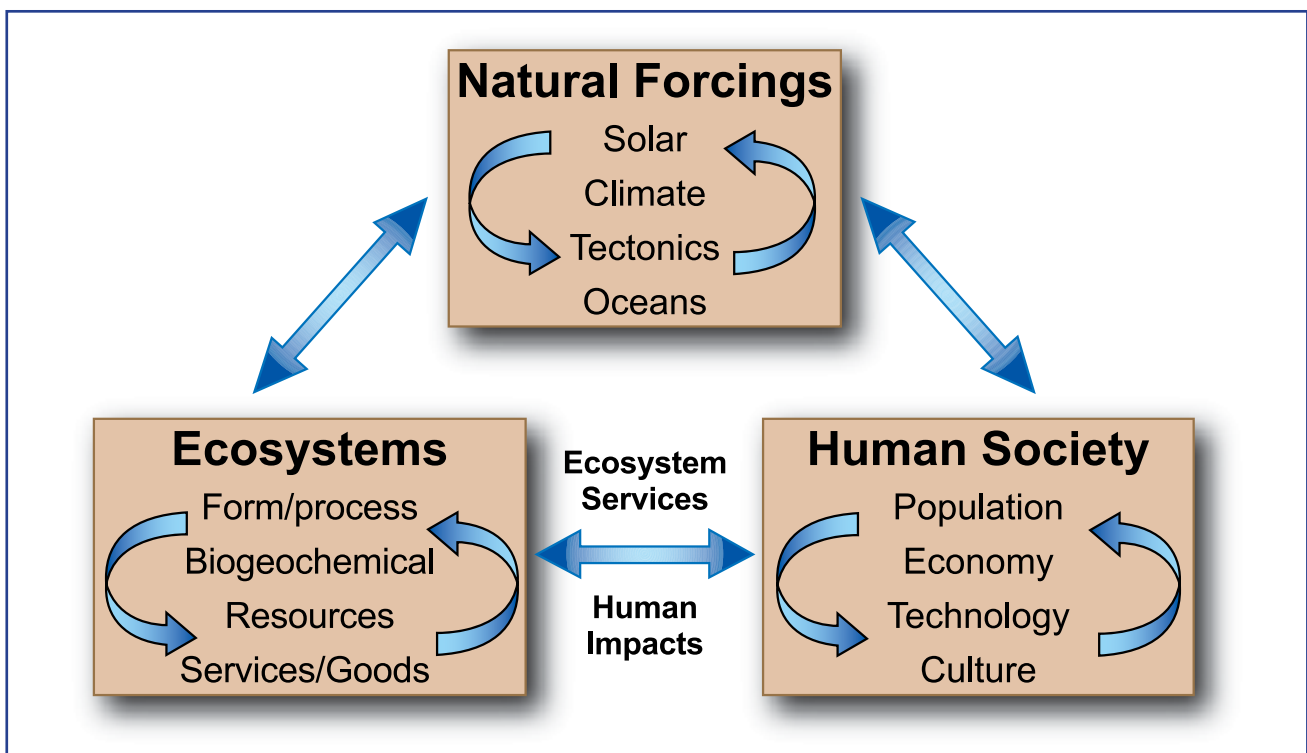 Natural Forcings
Solar
Climate
Tectonics
Oceans
Ecosystems
Form/process
Biogeochemical
Resources
Services/Goods
Ecosystem
Services
Human
Impacts
Human Society
Population
Economy
Technology
Culture